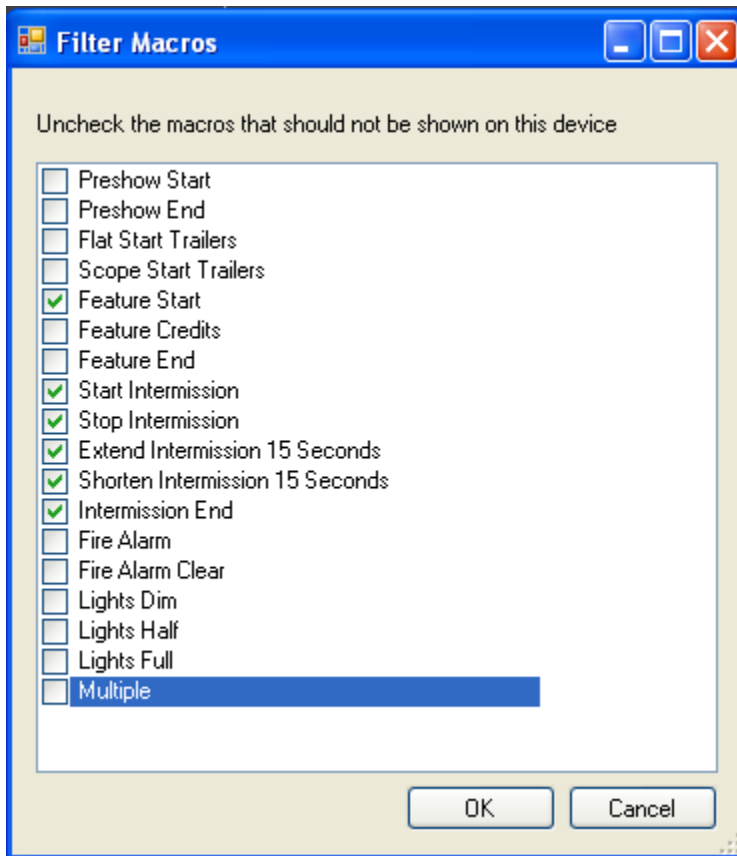 Filter Macros
Uncheck the macros that should not be shown on this device
Preshow Start
Preshow End
Flat Start Trailers
Scope Start Trailers
Feature Start
Feature Credits
Feature End
Start Intermission
Stop Intermission
Extend Intermission 15 Seconds
Shorten Intermission 15 Seconds
Intermission End
Fire Alarm
Fire Alarm Clear
Lights Dim
Lights Half
Lights Full
Multiple
OK Cancel